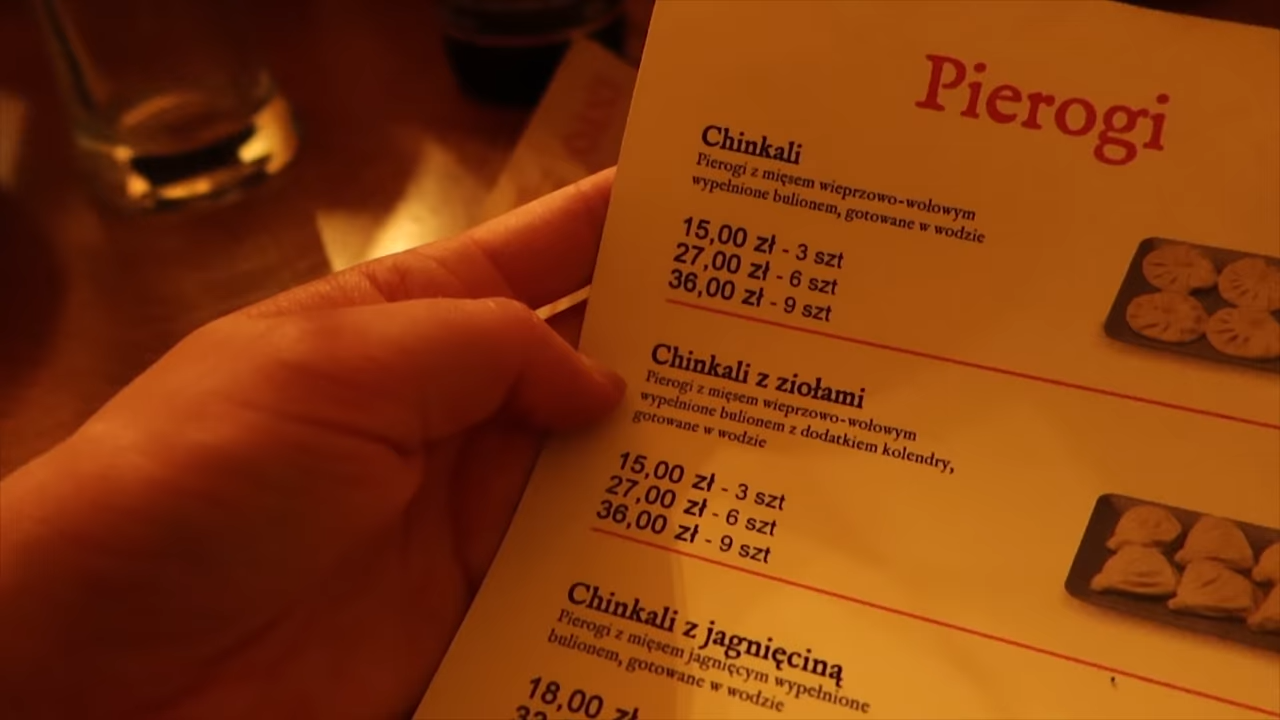 Pierogi
Chinkali
Pierogi z mięsem wieprzowo-wołowym
wypełnione bulionem, gotowane w wodzie
15,00 zł - 3 szt
27,00 zł - 6 szt
36,00 zł - 9 szt
Chinkali z ziołami
Pierogi z mięsem wieprzowo-wołowym
wypełnione bulionem z dodatkiem kolendry,
gotowane w wodzie
15,00 zł - 3 szt
27,00 zł - 6 szt
36,00 zł - 9 szt
Chinkali z jagnięciną
Pierogi z mięsem jagnięcym wypełnione
bulionem, gotowane w wodzie
18,00 zł